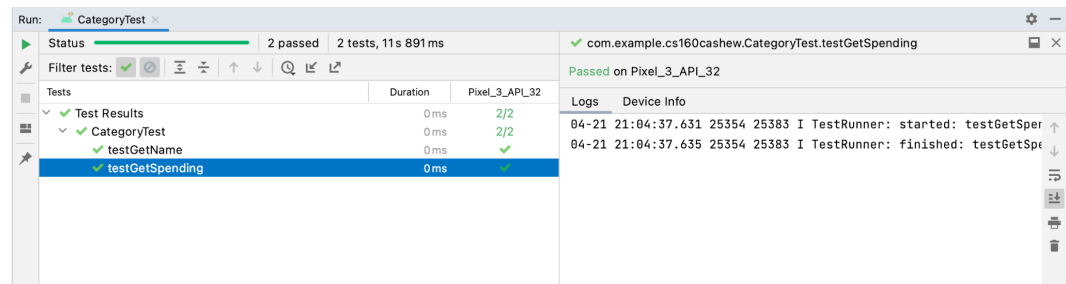 Run: CategoryTest
Status 2 passed 2 tests, 11 s 891 ms
Filter tests:
Tests Duration Pixel_3_API_32
Test Results 0 ms 2/2
CategoryTest 0 ms 2/2
testGetName 0 ms
testGetSpending 0 ms
com.example.cs160cashew.CategoryTest.testGetSpending
Passed on Pixel_3_API_32
Logs Device Info
04-21 21:04:37.631 25354 25383 I TestRunner: started: testGetSper
04-21 21:04:37.635 25354 25383 I TestRunner: finished: testGetSpe